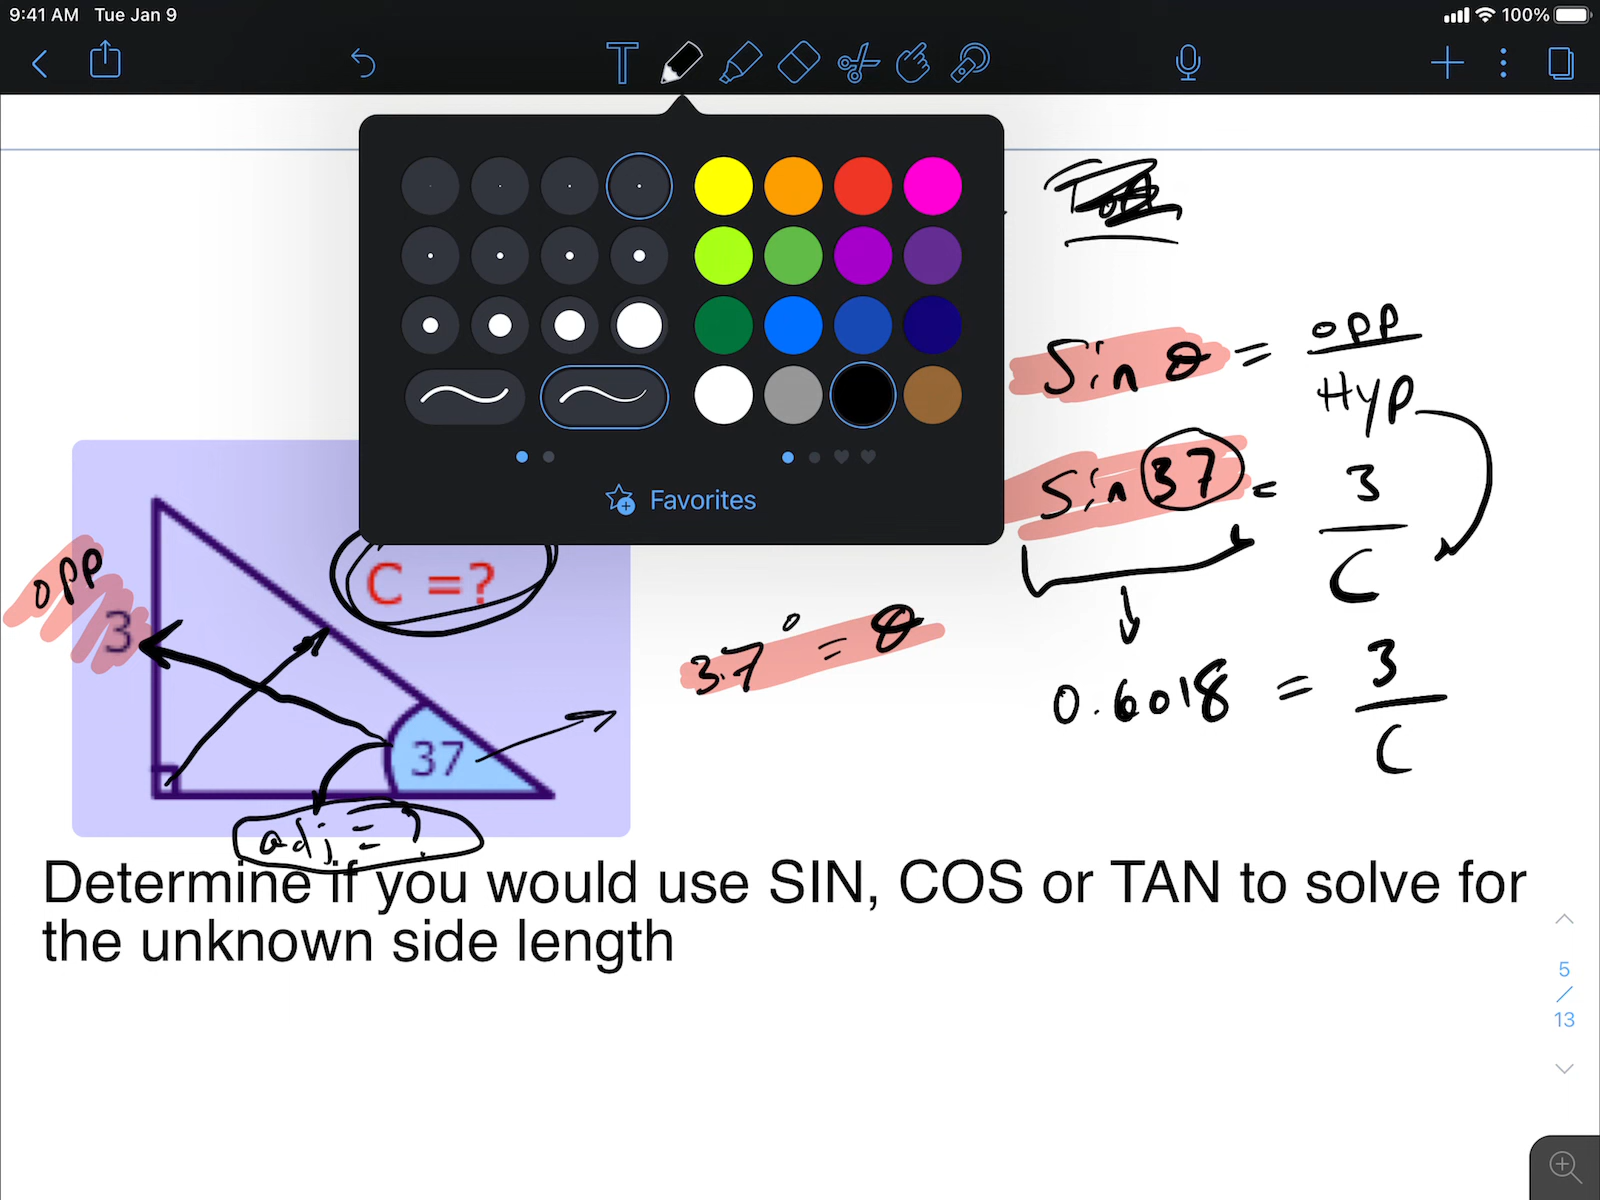 9:41 AM Tue Jan 9
100%
T
Favorites
Sin θ = opp
Hyp
Sin 37 = 3
C
0.6018 = 3
C
opp
3
C =?
37
37° = θ
adj = ?
Determine if you would use SIN, COS or TAN to solve for
the unknown side length
5
/
13